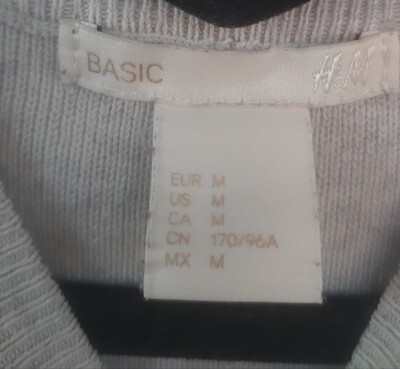 BASIC H&M
EUR M
US M
CA M
CN 170/96A
MX M